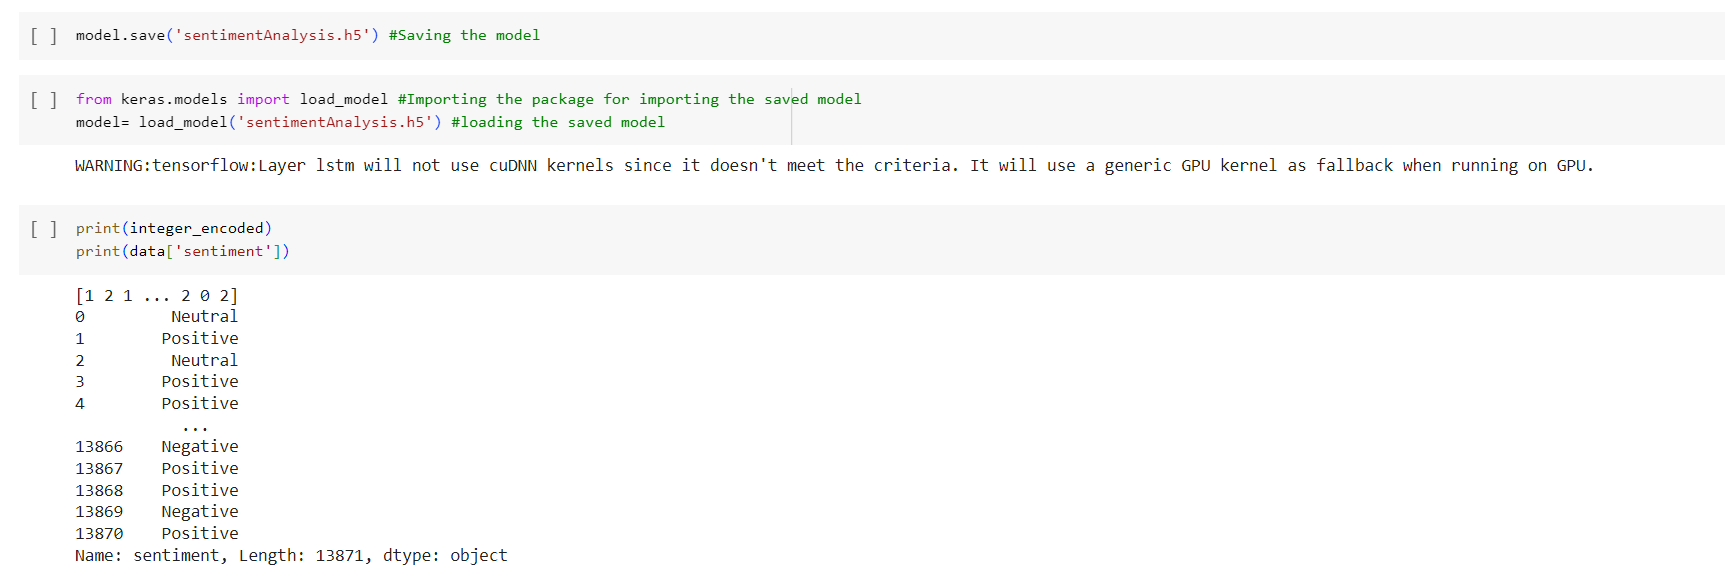 [ ] model.save('sentimentAnalysis.h5') #Saving the model
[ ] from keras.models import load_model #Importing the package for importing the saved model
model= load_model('sentimentAnalysis.h5') #loading the saved model
WARNING:tensorflow:Layer lstm will not use cuDNN kernels since it doesn't meet the criteria. It will use a generic GPU kernel as fallback when running on GPU.
[ ] print(integer_encoded)
print(data['sentiment'])
[1 2 1 ... 2 0 2]
0         Neutral
1        Positive
2         Neutral
3        Positive
4        Positive
...
13866    Negative
13867    Positive
13868    Positive
13869    Negative
13870    Positive
Name: sentiment, Length: 13871, dtype: object